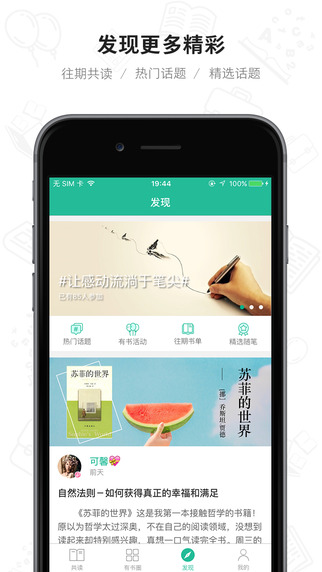 发现更多精彩
往期共读 / 热门话题 / 精选话题
无 SIM 卡 19:44 100%
发现
#让感动流淌于笔尖#
已有85人参加
热门话题 有书活动 往期书单 精选随笔
苏菲的世界
苏菲的世界
[挪] 乔斯坦·贾德
可馨💝
前天
自然法则 – 如何获得真正的幸福和满足
《苏菲的世界》这是我第一本接触哲学的书籍!
原以为哲学太过深奥,不在自己的阅读领域,没想到
读起来却特别感兴趣,真想一口气读完全书。周三
共读 有书圈 发现 我的